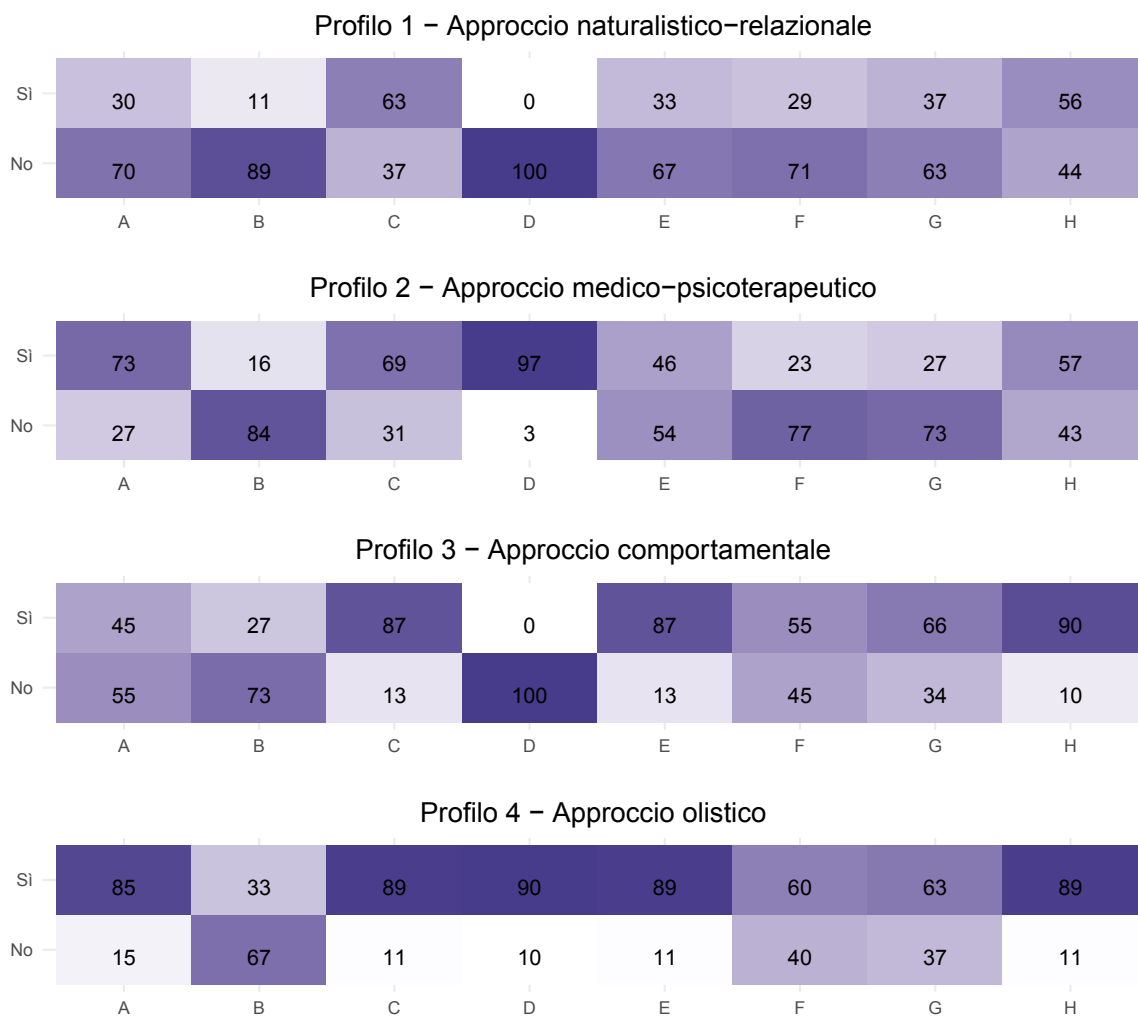 Profilo 1 − Approccio naturalistico−relazionale
Sì 30 11 63 0 33 29 37 56
No 70 89 37 100 67 71 63 44
A B C D E F G H
Profilo 2 − Approccio medico−psicoterapeutico
Sì 73 16 69 97 46 23 27 57
No 27 84 31 3 54 77 73 43
A B C D E F G H
Profilo 3 − Approccio comportamentale
Sì 45 27 87 0 87 55 66 90
No 55 73 13 100 13 45 34 10
A B C D E F G H
Profilo 4 − Approccio olistico
Sì 85 33 89 90 89 60 63 89
No 15 67 11 10 11 40 37 11
A B C D E F G H